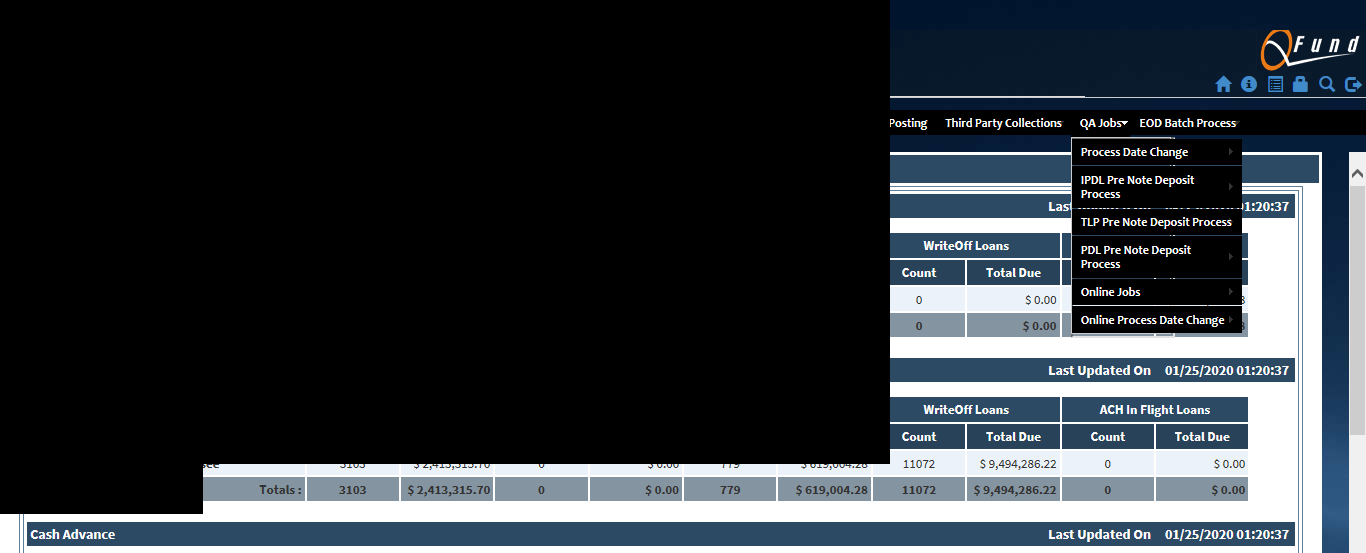 Fund
Posting Third Party Collections QA Jobs EOD Batch Process
Process Date Change
IPDL Pre Note Deposit
Process
Last 1:20:37
TLP Pre Note Deposit Process
WriteOff Loans
PDL Pre Note Deposit
Process
Count Total Due
Online Jobs
0 $ 0.00
Online Process Date Change
0 $ 0.00
Last Updated On 01/25/2020 01:20:37
WriteOff Loans ACH In Flight Loans
Count Total Due Count Total Due
3103 $ 2,413,315.70 0 $ 0.00 779 $ 619,004.28 11072 $ 9,494,286.22 0 $ 0.00
Totals : 3103 $ 2,413,315.70 0 $ 0.00 779 $ 619,004.28 11072 $ 9,494,286.22 0 $ 0.00
Cash Advance Last Updated On 01/25/2020 01:20:37